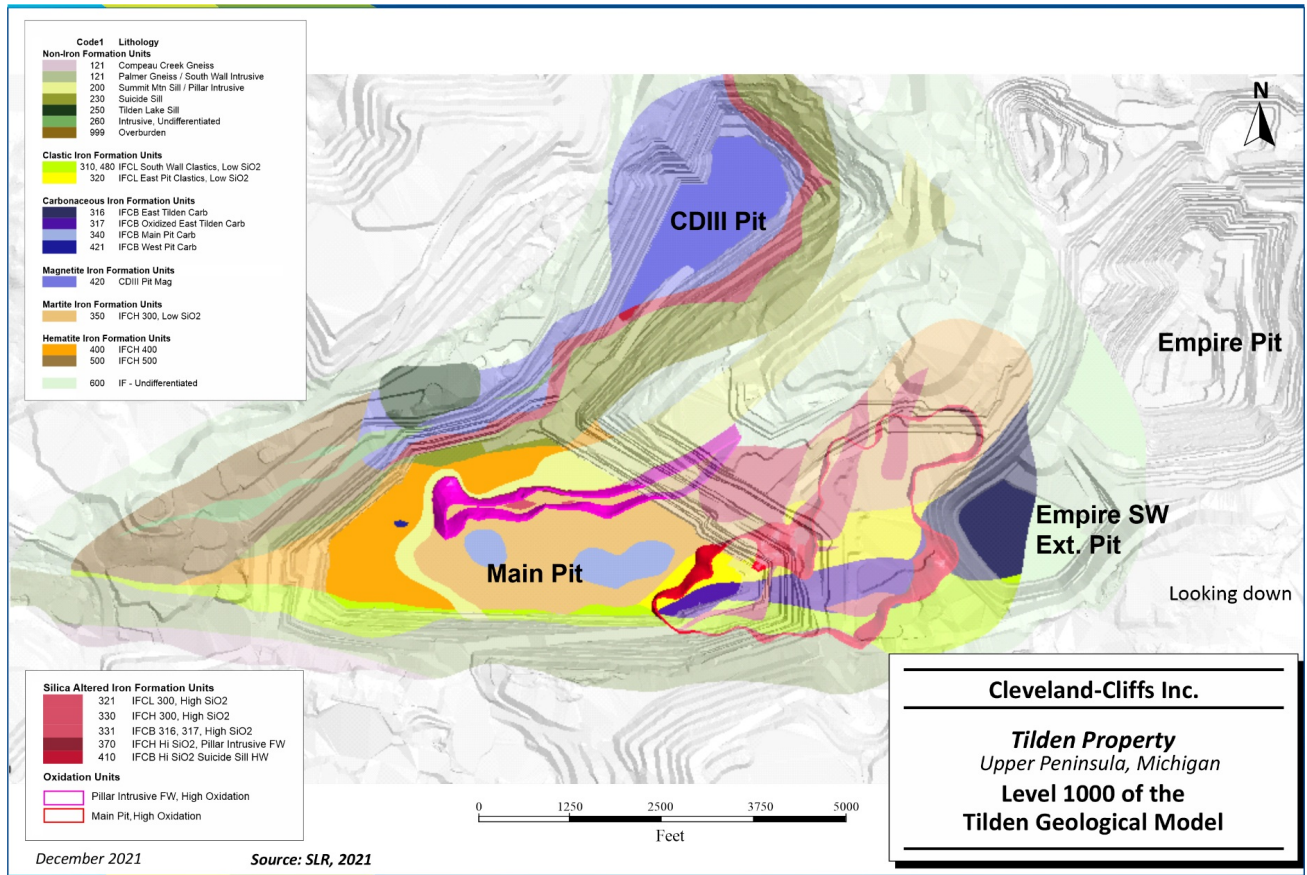 Code1 Lithology
Non-Iron Formation Units
121 Compeau Creek Gneiss
121 Palmer Gneiss / South Wall Intrusive
200 Summit Mtn Sill / Pillar Intrusive
230 Suicide Sill
250 Tilden Lake Sill
260 Intrusive, Undifferentiated
999 Overburden
Clastic Iron Formation Units
310, 480 IFCL South Wall Clastics, Low SiO2
320 IFCL East Pit Clastics, Low SiO2
Carbonaceous Iron Formation Units
316 IFCB East Tilden Carb
317 IFCB Oxidized East Tilden Carb
340 IFCB Main Pit Carb
421 IFCB West Pit Carb
Magnetite Iron Formation Units
420 CDIII Pit Mag
Martite Iron Formation Units
350 IFCH 300, Low SiO2
Hematite Iron Formation Units
400 IFCH 400
500 IFCH 500
600 IF - Undifferentiated
N
CDIII Pit
Empire Pit
Empire SW
Ext. Pit
Main Pit
Looking down
Silica Altered Iron Formation Units
321 IFCL 300, High SiO2
330 IFCH 300, High SiO2
331 IFCB 316, 317, High SiO2
370 IFCH Hi SiO2, Pillar Intrusive FW
410 IFCB Hi SiO2 Suicide Sill HW
Oxidation Units
Pillar Intrusive FW, High Oxidation
Main Pit, High Oxidation
0 1250 2500 3750 5000
Feet
Cleveland-Cliffs Inc.
Tilden Property
Upper Peninsula, Michigan
Level 1000 of the
Tilden Geological Model
December 2021
Source: SLR, 2021